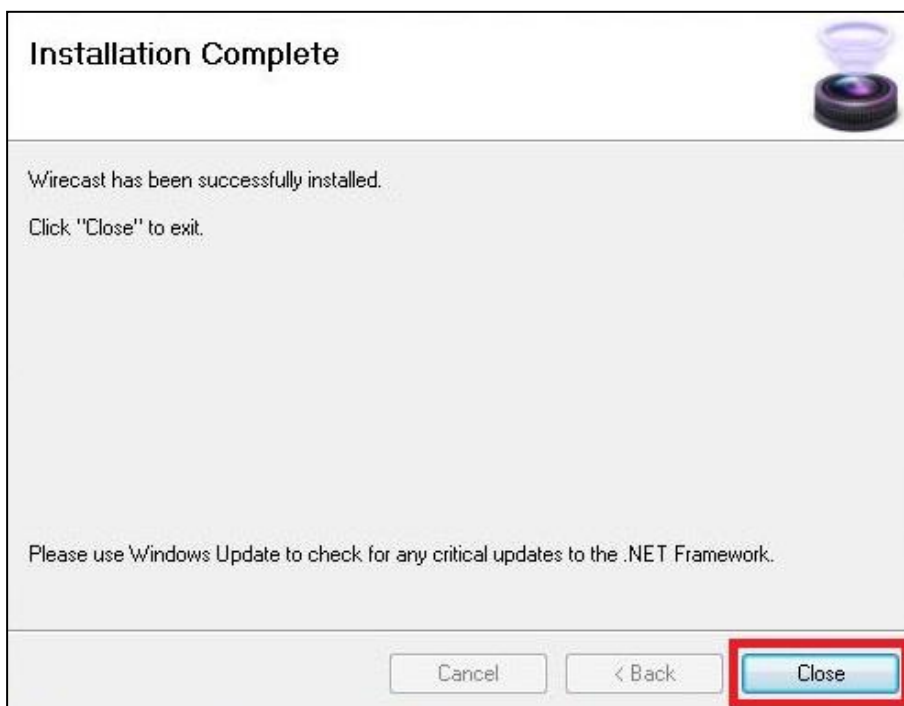 Installation Complete
Wirecast has been successfully installed.
Click "Close" to exit.
Please use Windows Update to check for any critical updates to the .NET Framework.
Cancel
< Back
Close